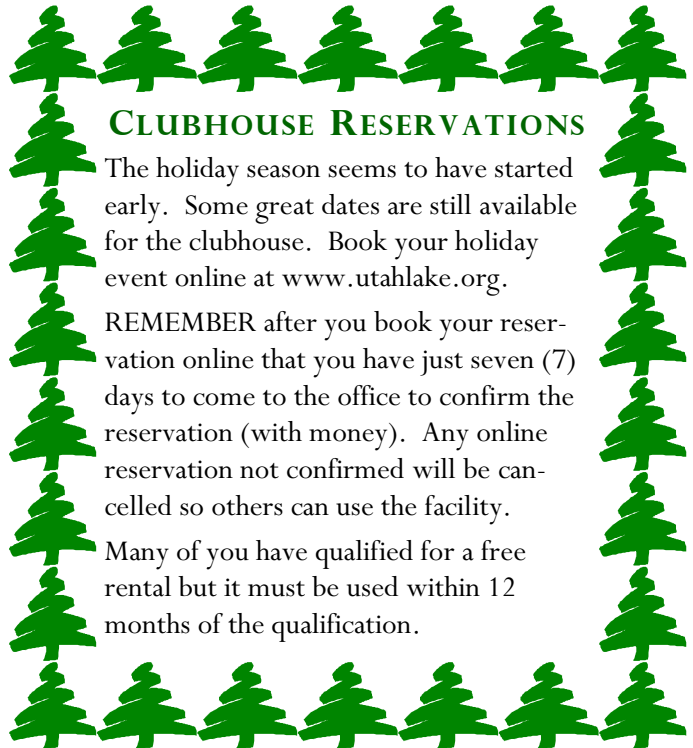 CLUBHOUSE RESERVATIONS
The holiday season seems to have started
early. Some great dates are still available
for the clubhouse. Book your holiday
event online at www.utahlake.org.
REMEMBER after you book your reser-
vation online that you have just seven (7)
days to come to the office to confirm the
reservation (with money). Any online
reservation not confirmed will be can-
celled so others can use the facility.
Many of you have qualified for a free
rental but it must be used within 12
months of the qualification.